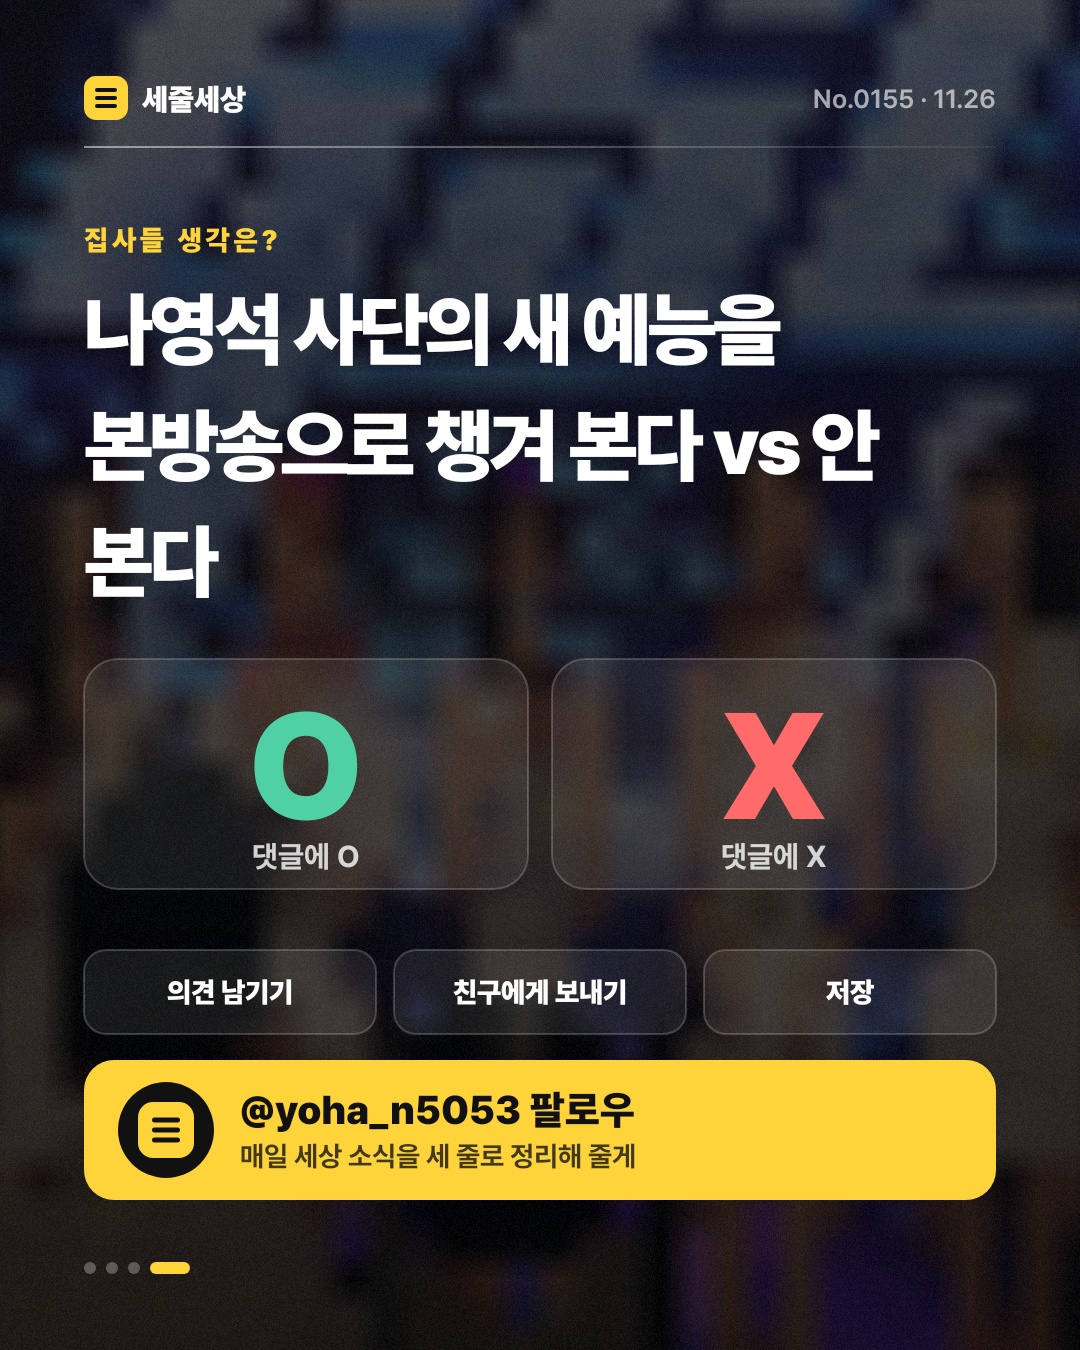 세줄세상
No.0155 · 11.26
집사들 생각은?
나영석 사단의 새 예능을
본방송으로 챙겨 본다 vs 안
본다
O
X
댓글에 O
댓글에 X
의견 남기기
친구에게 보내기
저장
@yoha_n5053 팔로우
매일 세상 소식을 세 줄로 정리해 줄게